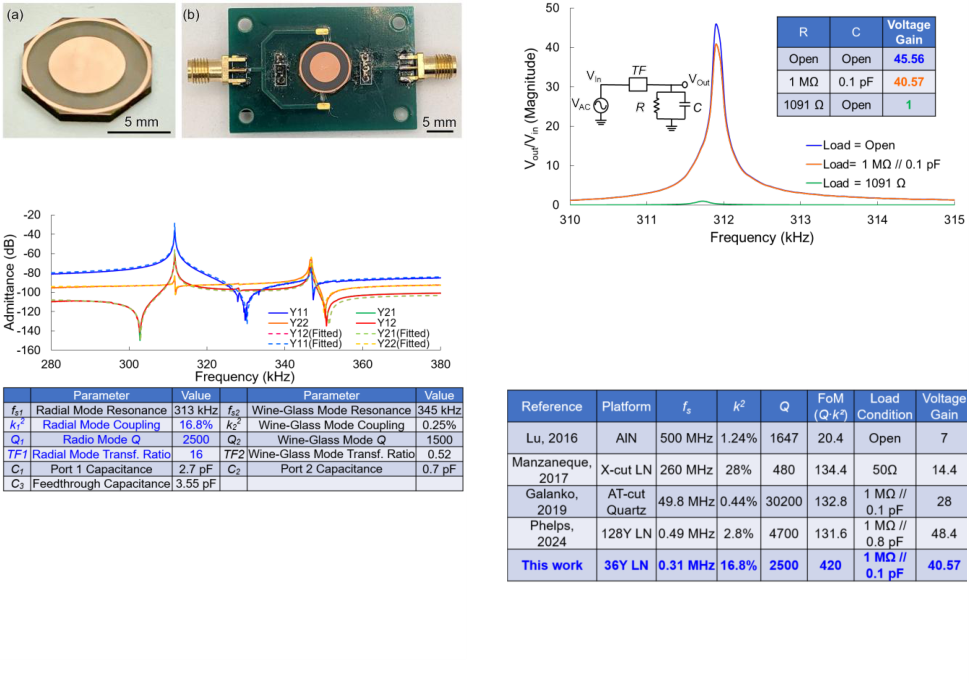 (a)
(b)
5 mm
5 mm
50
40
30
20
10
0
Vout/Vin (Magnitude)
310
311
312
313
314
315
Frequency (kHz)
VIn
TF
VOut
VAC
R
C
R C Voltage Gain
Open Open 45.56
1 MΩ 0.1 pF 40.57
1091 Ω Open 1
Load = Open
Load= 1 MΩ // 0.1 pF
Load = 1091 Ω
-20
-40
-60
-80
-100
-120
-140
-160
Admittance (dB)
280
300
320
340
360
380
Frequency (kHz)
Y11 Y21
Y22 Y12
Y12(Fitted) Y21(Fitted)
Y11(Fitted) Y22(Fitted)
Parameter Value Parameter Value
fs1 Radial Mode Resonance 313 kHz fs2 Wine-Glass Mode Resonance 345 kHz
k1² Radial Mode Coupling 16.8% k2² Wine-Glass Mode Coupling 0.25%
Q1 Radio Mode Q 2500 Q2 Wine-Glass Mode Q 1500
TF1 Radial Mode Transf. Ratio 16 TF2 Wine-Glass Mode Transf. Ratio 0.52
C1 Port 1 Capacitance 2.7 pF C2 Port 2 Capacitance 0.7 pF
C3 Feedthrough Capacitance 3.55 pF
Reference Platform fs k² Q FoM (Q·k²) Load Condition Voltage Gain
Lu, 2016 AlN 500 MHz 1.24% 1647 20.4 Open 7
Manzaneque, 2017 X-cut LN 260 MHz 28% 480 134.4 50Ω 14.4
Galanko, 2019 AT-cut Quartz 49.8 MHz 0.44% 30200 132.8 1 MΩ // 0.1 pF 28
Phelps, 2024 128Y LN 0.49 MHz 2.8% 4700 131.6 1 MΩ // 0.8 pF 48.4
This work 36Y LN 0.31 MHz 16.8% 2500 420 1 MΩ // 0.1 pF 40.57